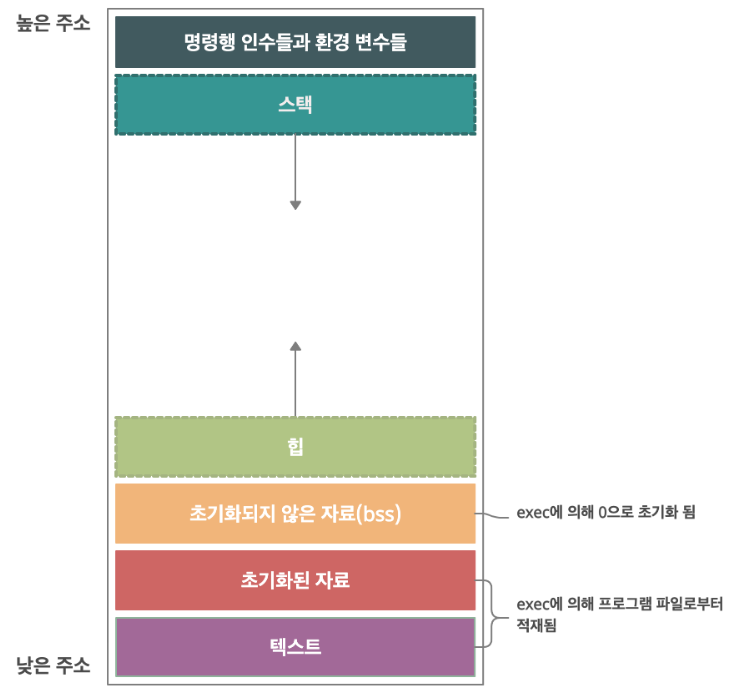 높은 주소
명령행 인수들과 환경 변수들
스택
힙
초기화되지 않은 자료(bss)
exec에 의해 0으로 초기화 됨
초기화된 자료
exec에 의해 프로그램 파일로부터
적재됨
텍스트
낮은 주소